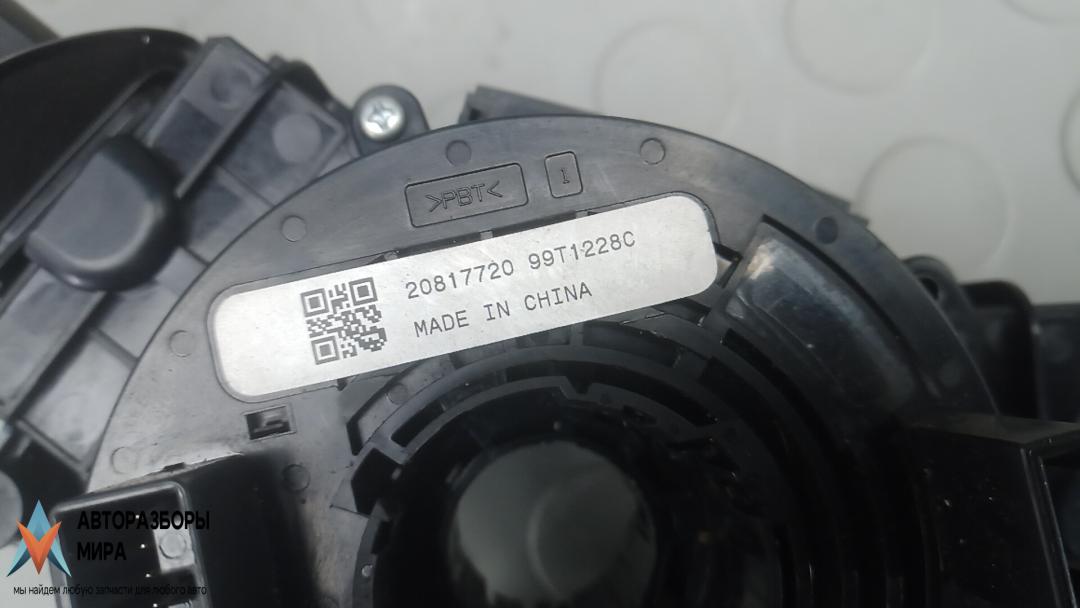 >PBT<
I
20817720 99T1228C
MADE IN CHINA
АВТОРАЗБОРЫ
МИРА
мы найдем любую запчасти для любого авто